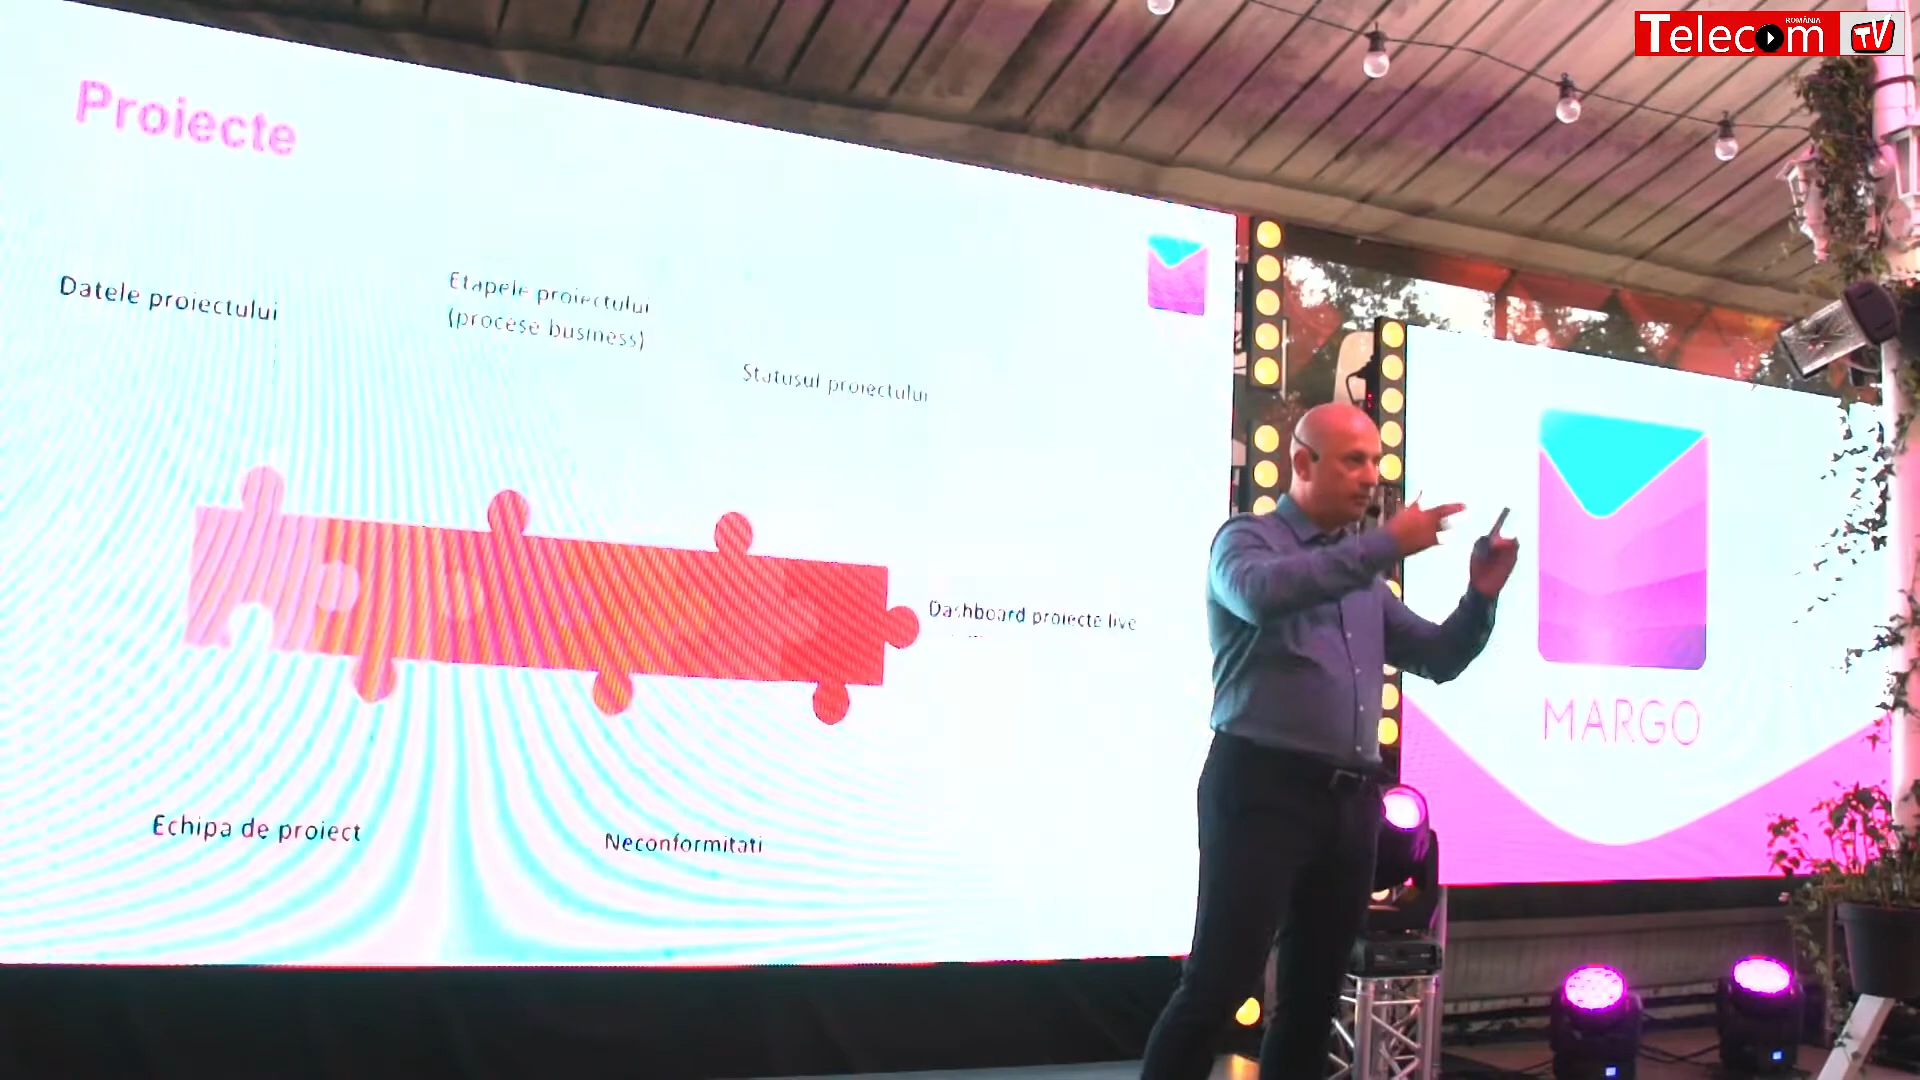 Telecom
ROMÂNIA
TV
Proiecte
Datele proiectului
Etapele proiectului
(procese business)
Statusul proiectului
Dashboard proiecte live
Echipa de proiect
Neconformitati
MARGO